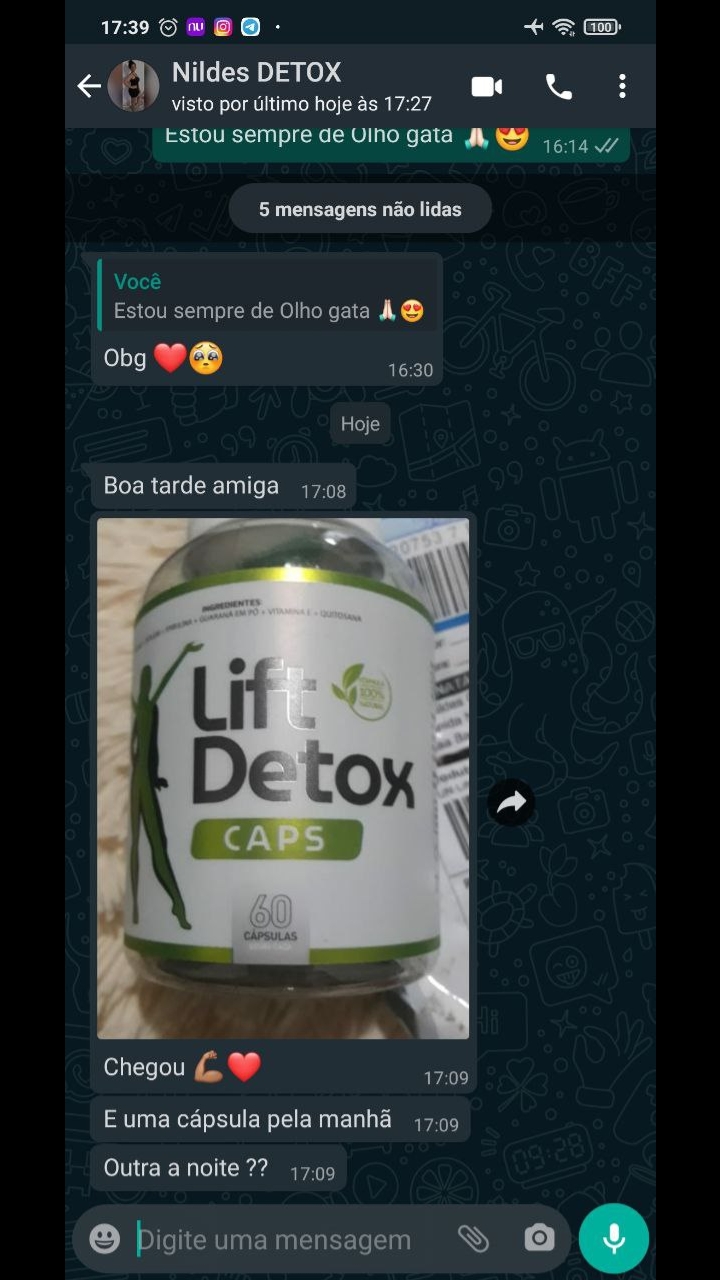 17:39
nu
100
Nildes DETOX
visto por último hoje às 17:27
Estou sempre de Olho gata 🙏🏻😍
16:14
5 mensagens não lidas
Você
Estou sempre de Olho gata 🙏🏻😍
Obg ❤️🥺
16:30
Hoje
Boa tarde amiga 17:08
20753 7
INGREDIENTES
GUARANÁ EM PÓ + VITAMINA E + QUITOSANA
Lift
Detox
100%
NATURAL
CAPS
60
CÁPSULAS
Chegou 💪🏽❤️
17:09
E uma cápsula pela manhã 17:09
Outra a noite ?? 17:09
Digite uma mensagem